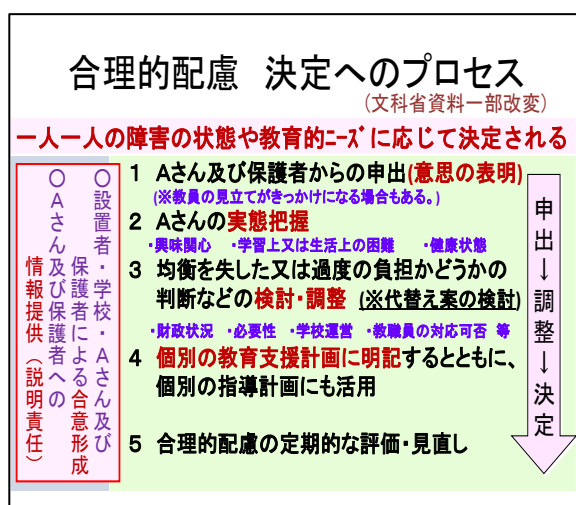 合理的配慮 決定へのプロセス
(文科省資料一部改変)
一人一人の障害の状態や教育的ニーズに応じて決定される
〇設置者・学校・Aさん及び
保護者による合意形成
〇Aさん及び保護者への
情報提供（説明責任）
1 Aさん及び保護者からの申出(意思の表明)
(※教員の見立てがきっかけになる場合もある。)
2 Aさんの実態把握
・興味関心 ・学習上又は生活上の困難 ・健康状態
3 均衡を失した又は過度の負担かどうかの
判断などの検討・調整 (※代替え案の検討)
・財政状況 ・必要性 ・学校運営 ・教職員の対応可否 等
4 個別の教育支援計画に明記するとともに、
個別の指導計画にも活用
5 合理的配慮の定期的な評価・見直し
申出→調整→決定